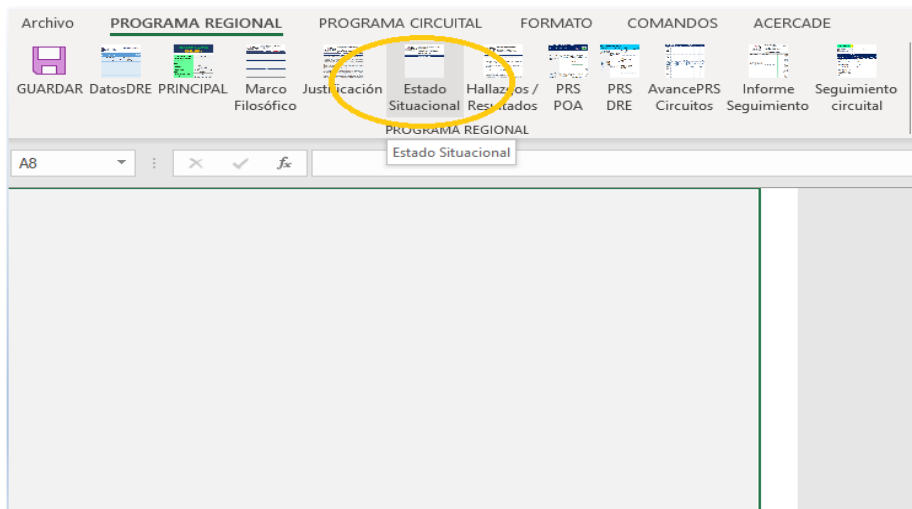 Archivo PROGRAMA REGIONAL PROGRAMA CIRCUITAL FORMATO COMANDOS ACERCADE
GUARDAR DatosDRE PRINCIPAL Marco Justificación Estado Hallazgos / PRS PRS AvancePRS Informe Seguimiento
Filosófico Situacional Resultados POA DRE Circuitos Seguimiento circuital
PROGRAMA REGIONAL
Estado Situacional
A8 fx